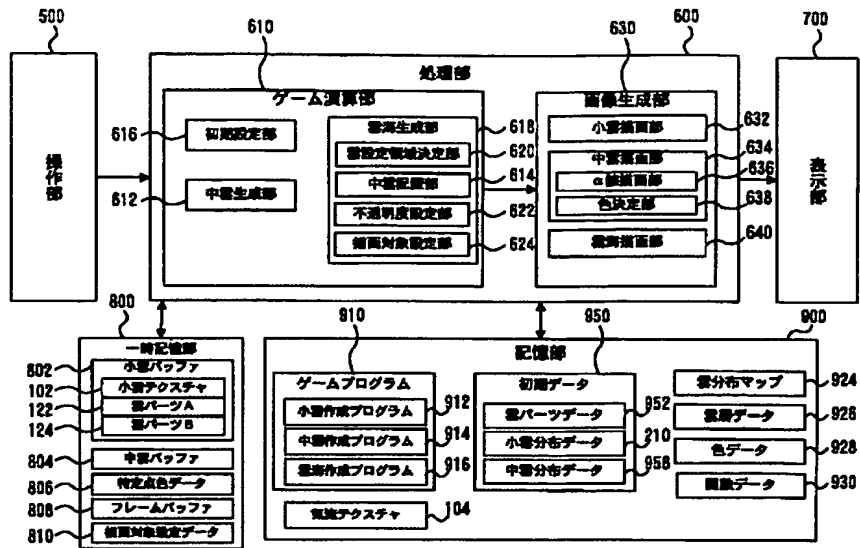 500
610
630
600
700
操作部
処理部
ゲーム演算部
616
初期設定部
612
中雲生成部
雲海生成部
618
雲設定領域決定部
620
中雲配置部
614
不透明度設定部
622
描画対象設定部
624
画像生成部
小雲描画部
632
中雲描画部
634
α値描画部
636
色決定部
638
雲海描画部
640
表示部
800
一時記憶部
802
小雲バッファ
102
小雲テクスチャ
122
雲パーツA
124
雲パーツB
804
中雲バッファ
806
特定点色データ
808
フレームバッファ
810
描画対象設定データ
910
950
900
記憶部
ゲームプログラム
小雲作成プログラム
912
中雲作成プログラム
914
雲海作成プログラム
916
テクスチャ
104
初期データ
雲パーツデータ
952
小雲分布データ
210
中雲分布データ
956
雲分布マップ
924
雲層データ
926
色データ
928
関数データ
930